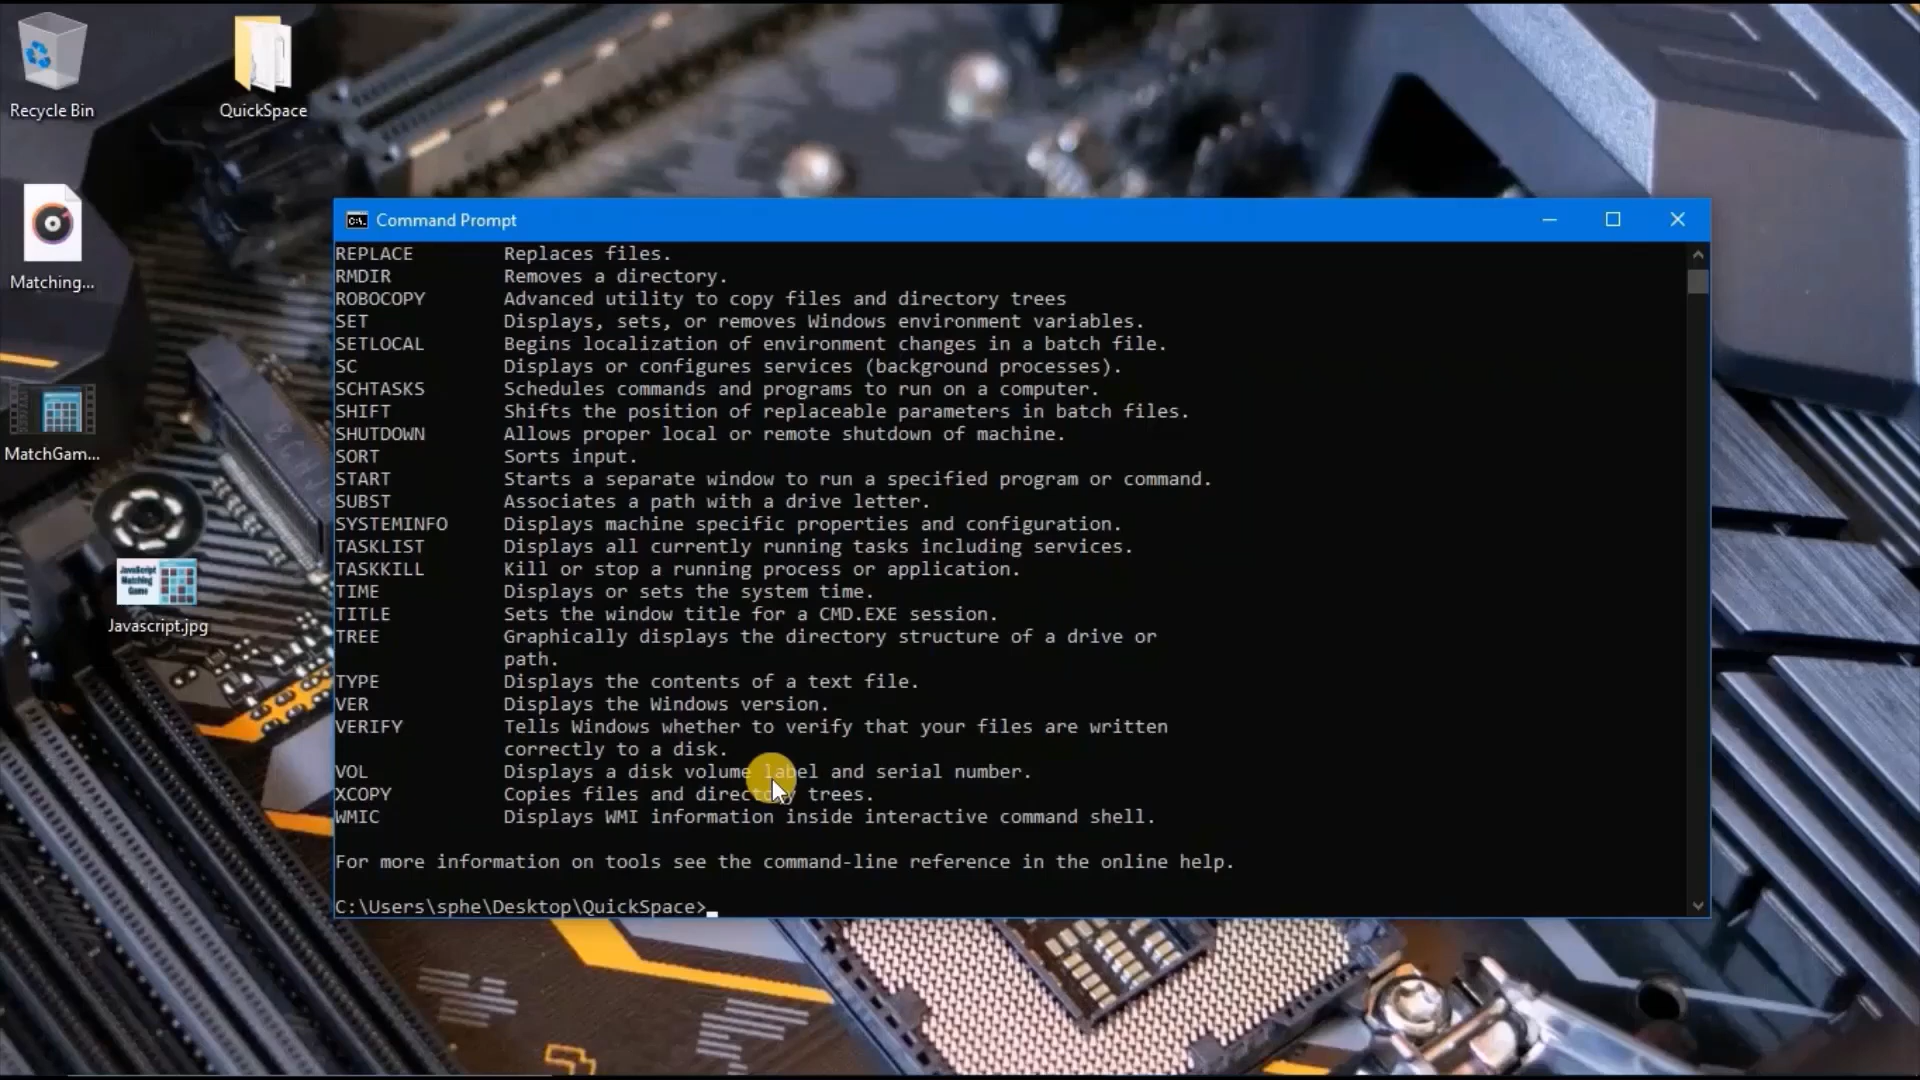 Recycle Bin
QuickSpace
Matching...
MatchGam...
JavaScript
Matching
Game
Javascript.jpg
Command Prompt
REPLACE Replaces files.
RMDIR Removes a directory.
ROBOCOPY Advanced utility to copy files and directory trees
SET Displays, sets, or removes Windows environment variables.
SETLOCAL Begins localization of environment changes in a batch file.
SC Displays or configures services (background processes).
SCHTASKS Schedules commands and programs to run on a computer.
SHIFT Shifts the position of replaceable parameters in batch files.
SHUTDOWN Allows proper local or remote shutdown of machine.
SORT Sorts input.
START Starts a separate window to run a specified program or command.
SUBST Associates a path with a drive letter.
SYSTEMINFO Displays machine specific properties and configuration.
TASKLIST Displays all currently running tasks including services.
TASKKILL Kill or stop a running process or application.
TIME Displays or sets the system time.
TITLE Sets the window title for a CMD.EXE session.
TREE Graphically displays the directory structure of a drive or
path.
TYPE Displays the contents of a text file.
VER Displays the Windows version.
VERIFY Tells Windows whether to verify that your files are written
correctly to a disk.
VOL Displays a disk volume label and serial number.
XCOPY Copies files and directory trees.
WMIC Displays WMI information inside interactive command shell.
For more information on tools see the command-line reference in the online help.
C:\Users\sphe\Desktop\QuickSpace>